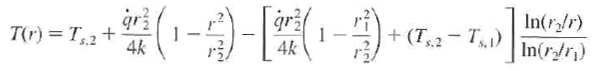 T(r) = T_{s,2} + \frac{\dot{q}r_2^2}{4k} \left( 1 - \frac{r^2}{r_2^2} \right) - \left[ \frac{\dot{q}r_2^2}{4k} \left( 1 - \frac{r_1^2}{r_2^2} \right) + (T_{s,2} - T_{s,1}) \right] \frac{\ln(r_2/r)}{\ln(r_2/r_1)}